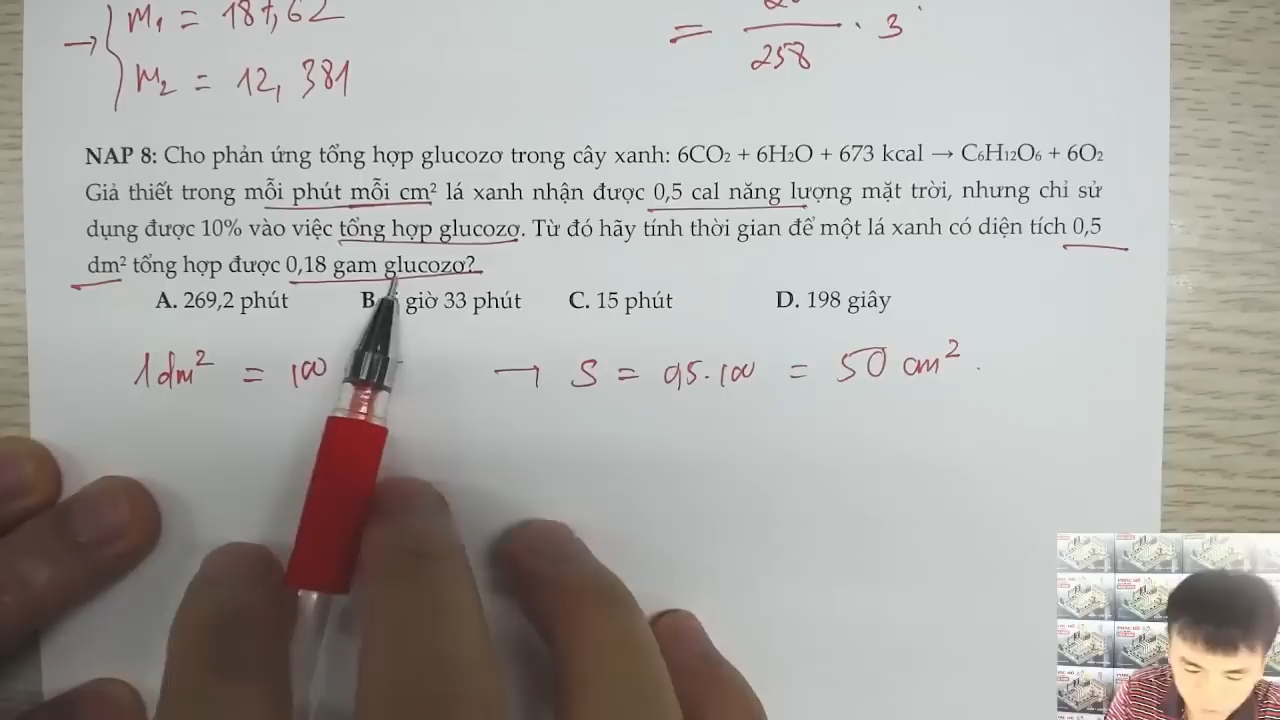 → { m₁ = 187,62
= ── . 3
258
m₂ = 12, 381
NAP 8: Cho phản ứng tổng hợp glucozơ trong cây xanh: 6CO₂ + 6H₂O + 673 kcal → C₆H₁₂O₆ + 6O₂
Giả thiết trong mỗi phút mỗi cm² lá xanh nhận được 0,5 cal năng lượng mặt trời, nhưng chỉ sử
dụng được 10% vào việc tổng hợp glucozơ. Từ đó hãy tính thời gian để một lá xanh có diện tích 0,5
dm² tổng hợp được 0,18 gam glucozơ?
A. 269,2 phút B giờ 33 phút C. 15 phút D. 198 giây
1dm² = 100 → S = 0,5.100 = 50 cm².